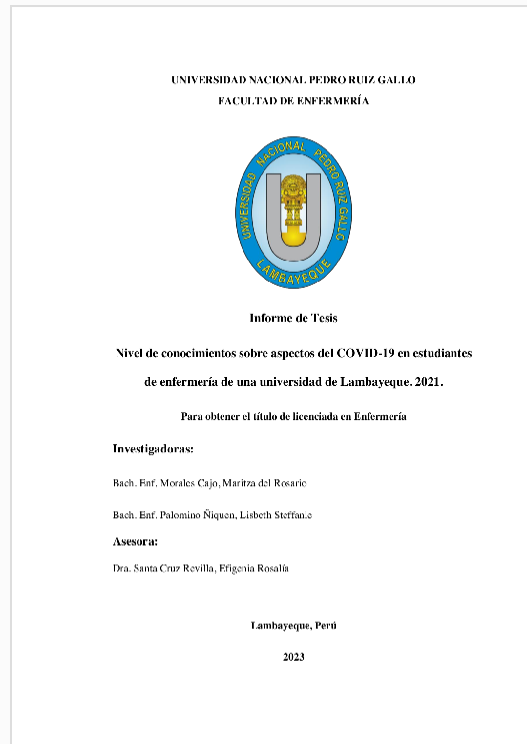 UNIVERSIDAD NACIONAL PEDRO RUIZ GALLO
FACULTAD DE ENFERMERÍA
UNIVERSIDAD NACIONAL PEDRO RUIZ GALLO
LAMBAYEQUE
Informe de Tesis
Nivel de conocimientos sobre aspectos del COVID-19 en estudiantes
de enfermería de una universidad de Lambayeque. 2021.
Para obtener el título de licenciada en Enfermería
Investigadoras:
Bach. Enf. Morales Cajo, Maritza del Rosario
Bach. Enf. Palomino Ñiquen, Lisbeth Steffanie
Asesora:
Dra. Santa Cruz Revilla, Efigenia Rosalía
Lambayeque, Perú
2023